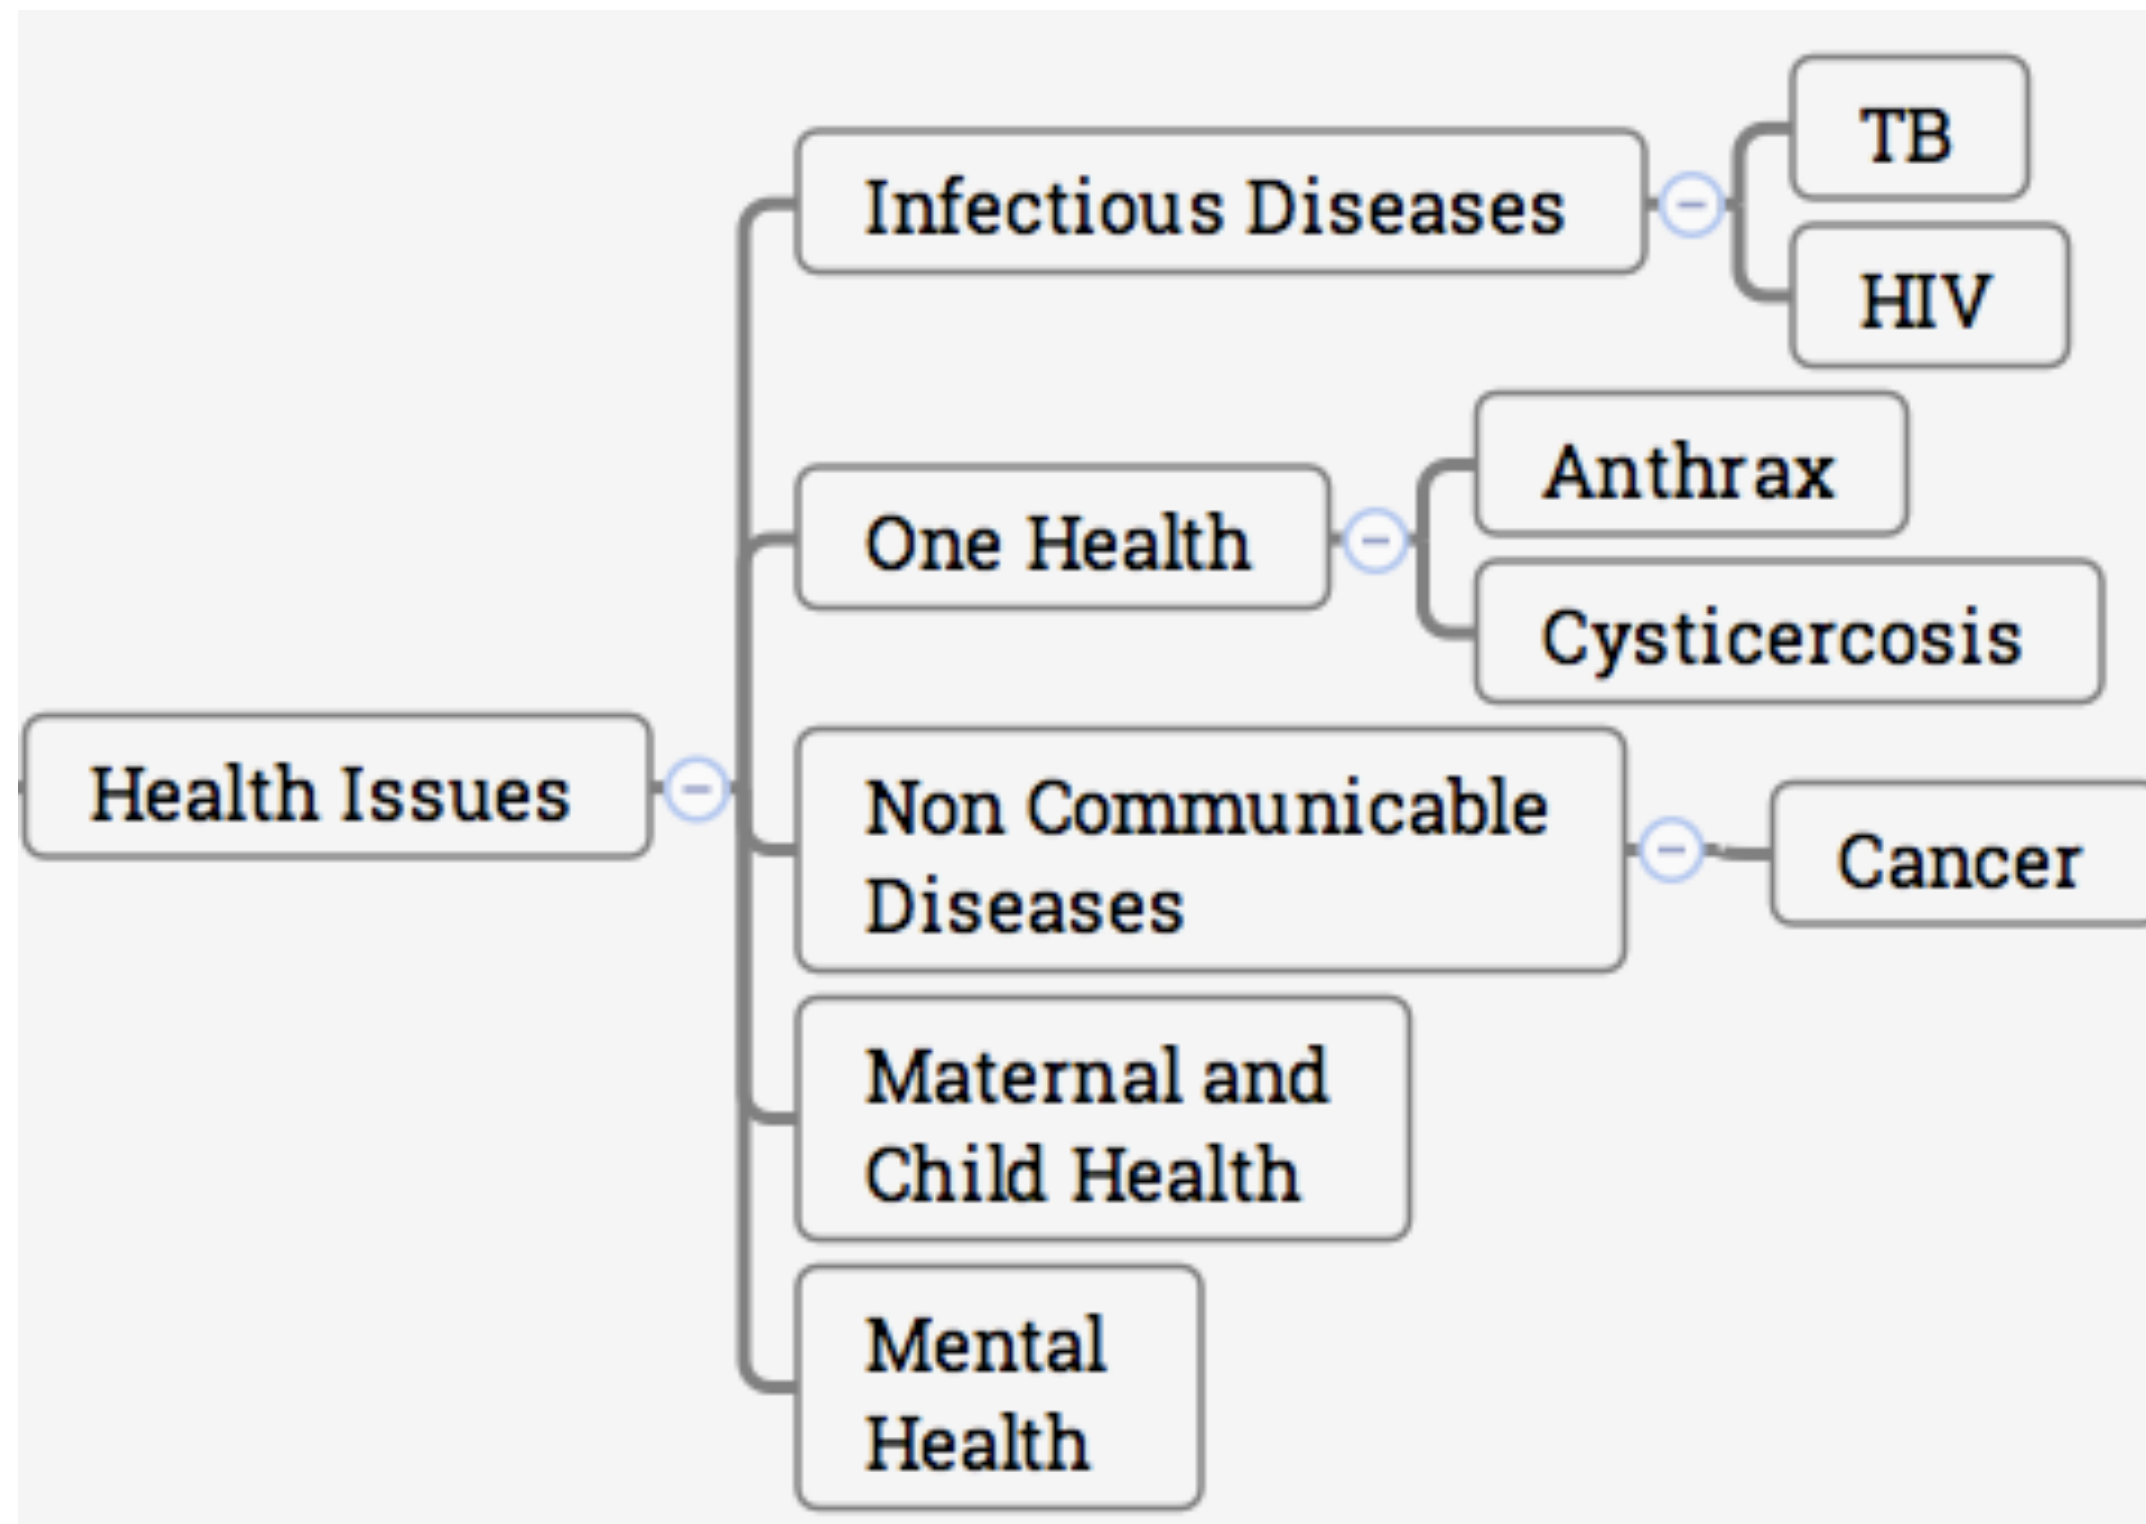 TB
Infectious Diseases
HIV
Anthrax
One Health
Cysticercosis
Health Issues
Non Communicable
Diseases
Cancer
Maternal and
Child Health
Mental
Health